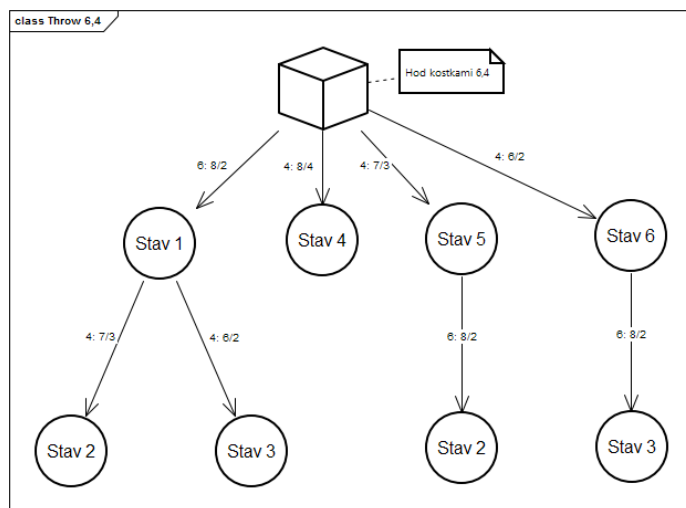 class Throw 6,4
Hod kostkami 6,4
6: 8/2
4: 8/4
4: 7/3
4: 6/2
Stav 1
Stav 4
Stav 5
Stav 6
4: 7/3
4: 6/2
6: 8/2
6: 8/2
Stav 2
Stav 3
Stav 2
Stav 3